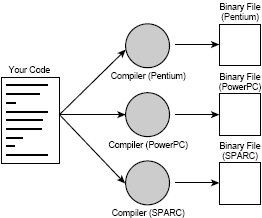 Binary File
(Pentium)
Your Code
Compiler (Pentium)
Binary File
(PowerPC)
Compiler (PowerPC)
Binary File
(SPARC)
Compiler (SPARC)